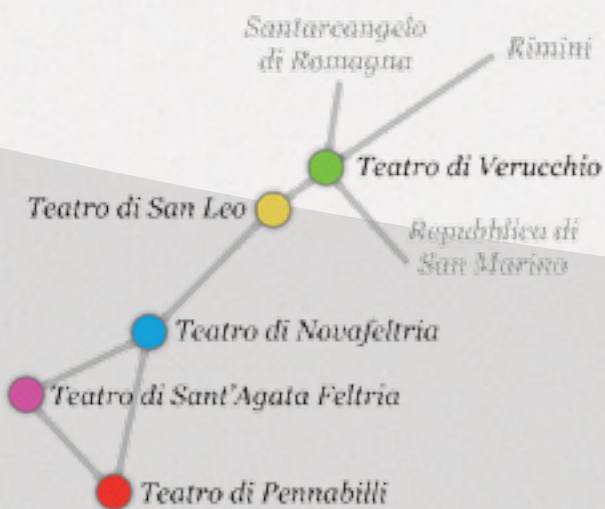 Santarcangelo
di Romagna
Rimini
Teatro di Verucchio
Teatro di San Leo
Repubblica di
San Marino
Teatro di Novafeltria
Teatro di Sant'Agata Feltria
Teatro di Pennabilli